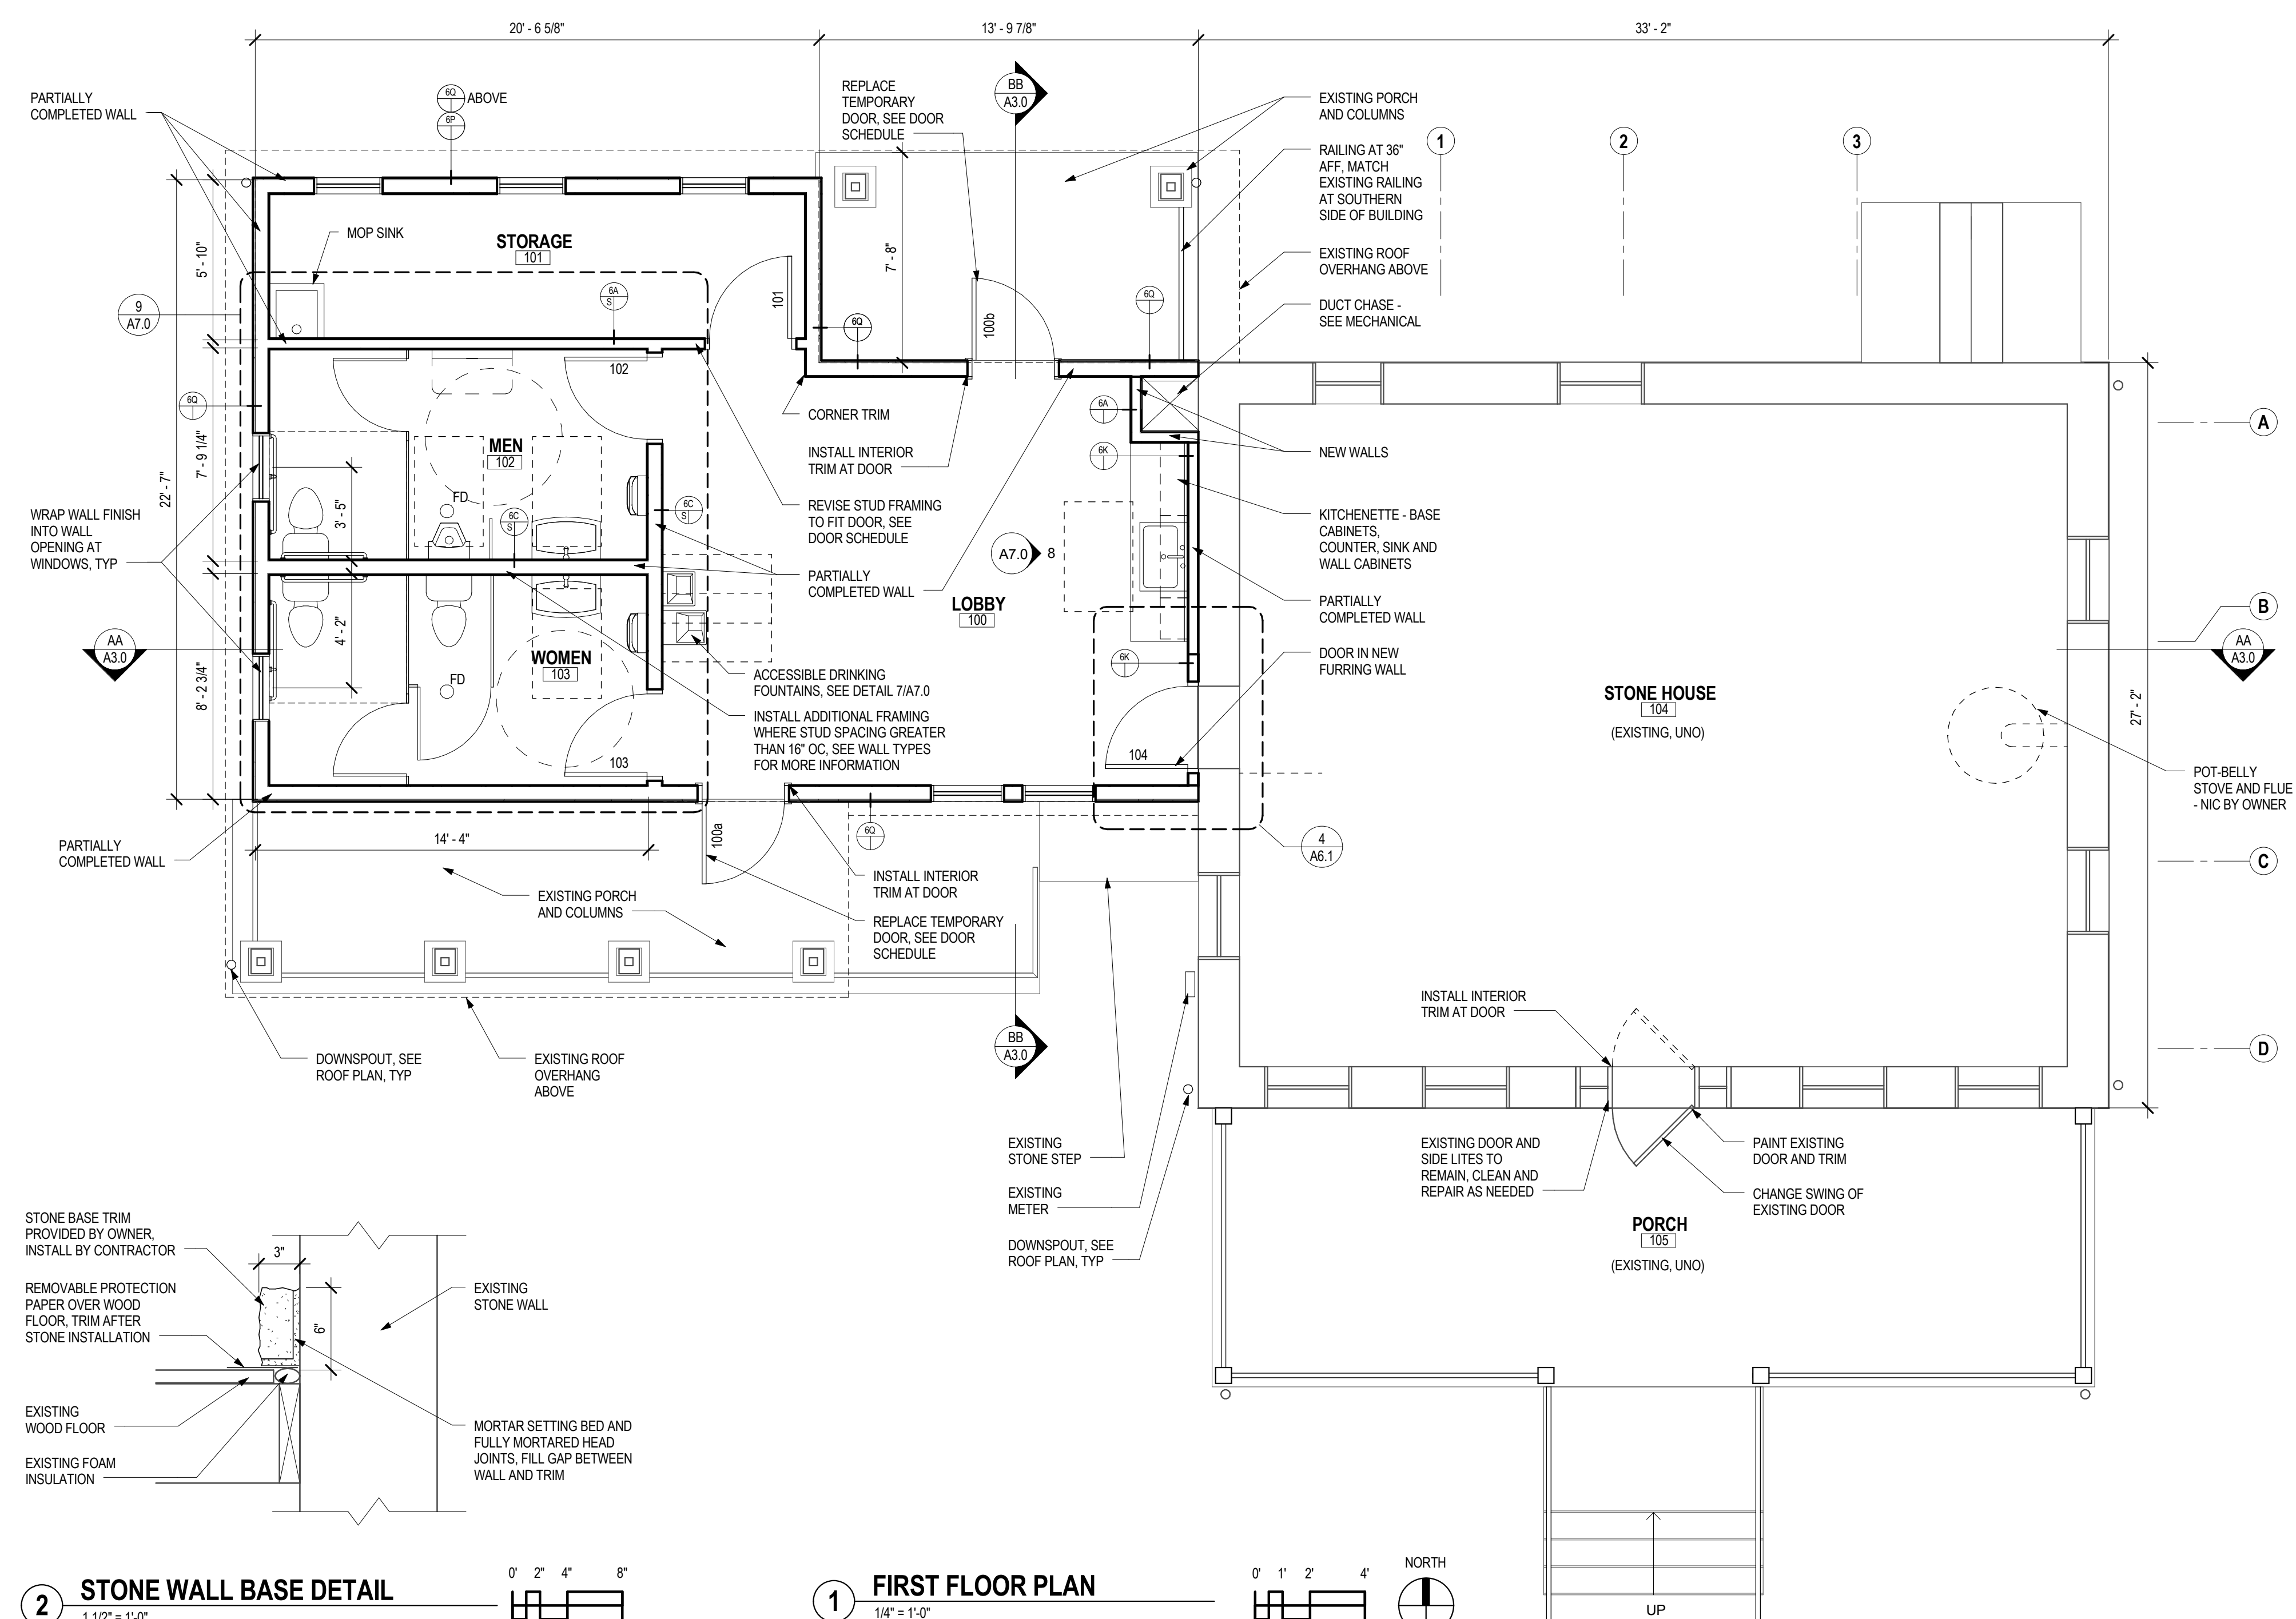 20' - 6 5/8"
13' - 9 7/8"
33' - 2"
PARTIALLY
COMPLETED WALL
6Q
ABOVE
6P
REPLACE
TEMPORARY
DOOR, SEE DOOR
SCHEDULE
BB
A3.0
EXISTING PORCH
AND COLUMNS
1
2
3
RAILING AT 36"
AFF, MATCH
EXISTING RAILING
AT SOUTHERN
SIDE OF BUILDING
MOP SINK
STORAGE
101
5' - 10"
7' - 8"
EXISTING ROOF
OVERHANG ABOVE
9
A7.0
6A
S
101
6Q
100b
6Q
DUCT CHASE -
SEE MECHANICAL
102
6Q
CORNER TRIM
6A
A
MEN
102
7' - 9 1/4"
22' - 7"
INSTALL INTERIOR
TRIM AT DOOR
6K
NEW WALLS
FD
3' - 5"
6C
S
6C
S
WRAP WALL FINISH
INTO WALL
OPENING AT
WINDOWS, TYP
REVISE STUD FRAMING
TO FIT DOOR, SEE
DOOR SCHEDULE
A7.0
8
KITCHENETTE - BASE
CABINETS,
COUNTER, SINK AND
WALL CABINETS
PARTIALLY
COMPLETED WALL
LOBBY
100
PARTIALLY
COMPLETED WALL
B
AA
A3.0
4' - 2"
WOMEN
103
FD
8' - 2 3/4"
6K
ACCESSIBLE DRINKING
FOUNTAINS, SEE DETAIL 7/A7.0
DOOR IN NEW
FURRING WALL
AA
A3.0
STONE HOUSE
104
(EXISTING, UNO)
27' - 2"
INSTALL ADDITIONAL FRAMING
WHERE STUD SPACING GREATER
THAN 16" OC, SEE WALL TYPES
FOR MORE INFORMATION
103
104
POT-BELLY
STOVE AND FLUE
- NIC BY OWNER
PARTIALLY
COMPLETED WALL
14' - 4"
100a
6Q
4
A6.1
C
EXISTING PORCH
AND COLUMNS
INSTALL INTERIOR
TRIM AT DOOR
REPLACE TEMPORARY
DOOR, SEE DOOR
SCHEDULE
INSTALL INTERIOR
TRIM AT DOOR
DOWNSPOUT, SEE
ROOF PLAN, TYP
EXISTING ROOF
OVERHANG
ABOVE
BB
A3.0
D
EXISTING
STONE STEP
EXISTING
METER
DOWNSPOUT, SEE
ROOF PLAN, TYP
EXISTING DOOR AND
SIDE LITES TO
REMAIN, CLEAN AND
REPAIR AS NEEDED
PAINT EXISTING
DOOR AND TRIM
CHANGE SWING OF
EXISTING DOOR
PORCH
105
(EXISTING, UNO)
STONE BASE TRIM
PROVIDED BY OWNER,
INSTALL BY CONTRACTOR
3"
REMOVABLE PROTECTION
PAPER OVER WOOD
FLOOR, TRIM AFTER
STONE INSTALLATION
6"
EXISTING
STONE WALL
EXISTING
WOOD FLOOR
EXISTING FOAM
INSULATION
MORTAR SETTING BED AND
FULLY MORTARED HEAD
JOINTS, FILL GAP BETWEEN
WALL AND TRIM
2
STONE WALL BASE DETAIL
1 1/2" = 1'-0"
0' 2" 4" 8"
1
FIRST FLOOR PLAN
1/4" = 1'-0"
0' 1' 2' 4'
NORTH
UP